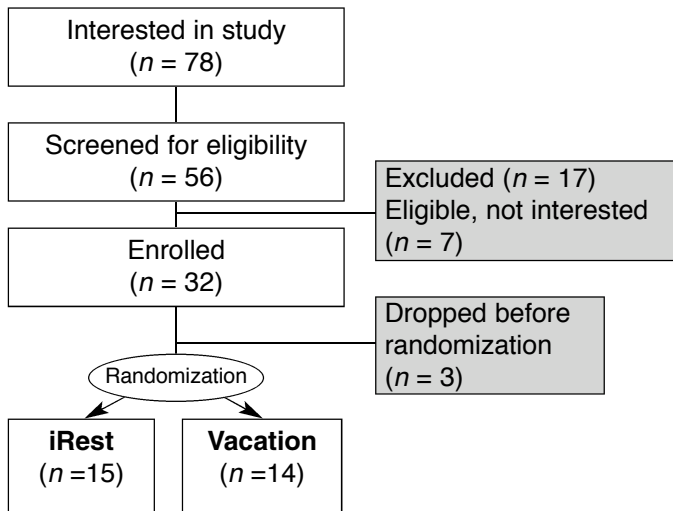 Interested in study
(n = 78)
Screened for eligibility
(n = 56)
Excluded (n = 17)
Eligible, not interested
(n = 7)
Enrolled
(n = 32)
Dropped before
randomization
(n = 3)
Randomization
iRest
(n =15)
Vacation
(n =14)